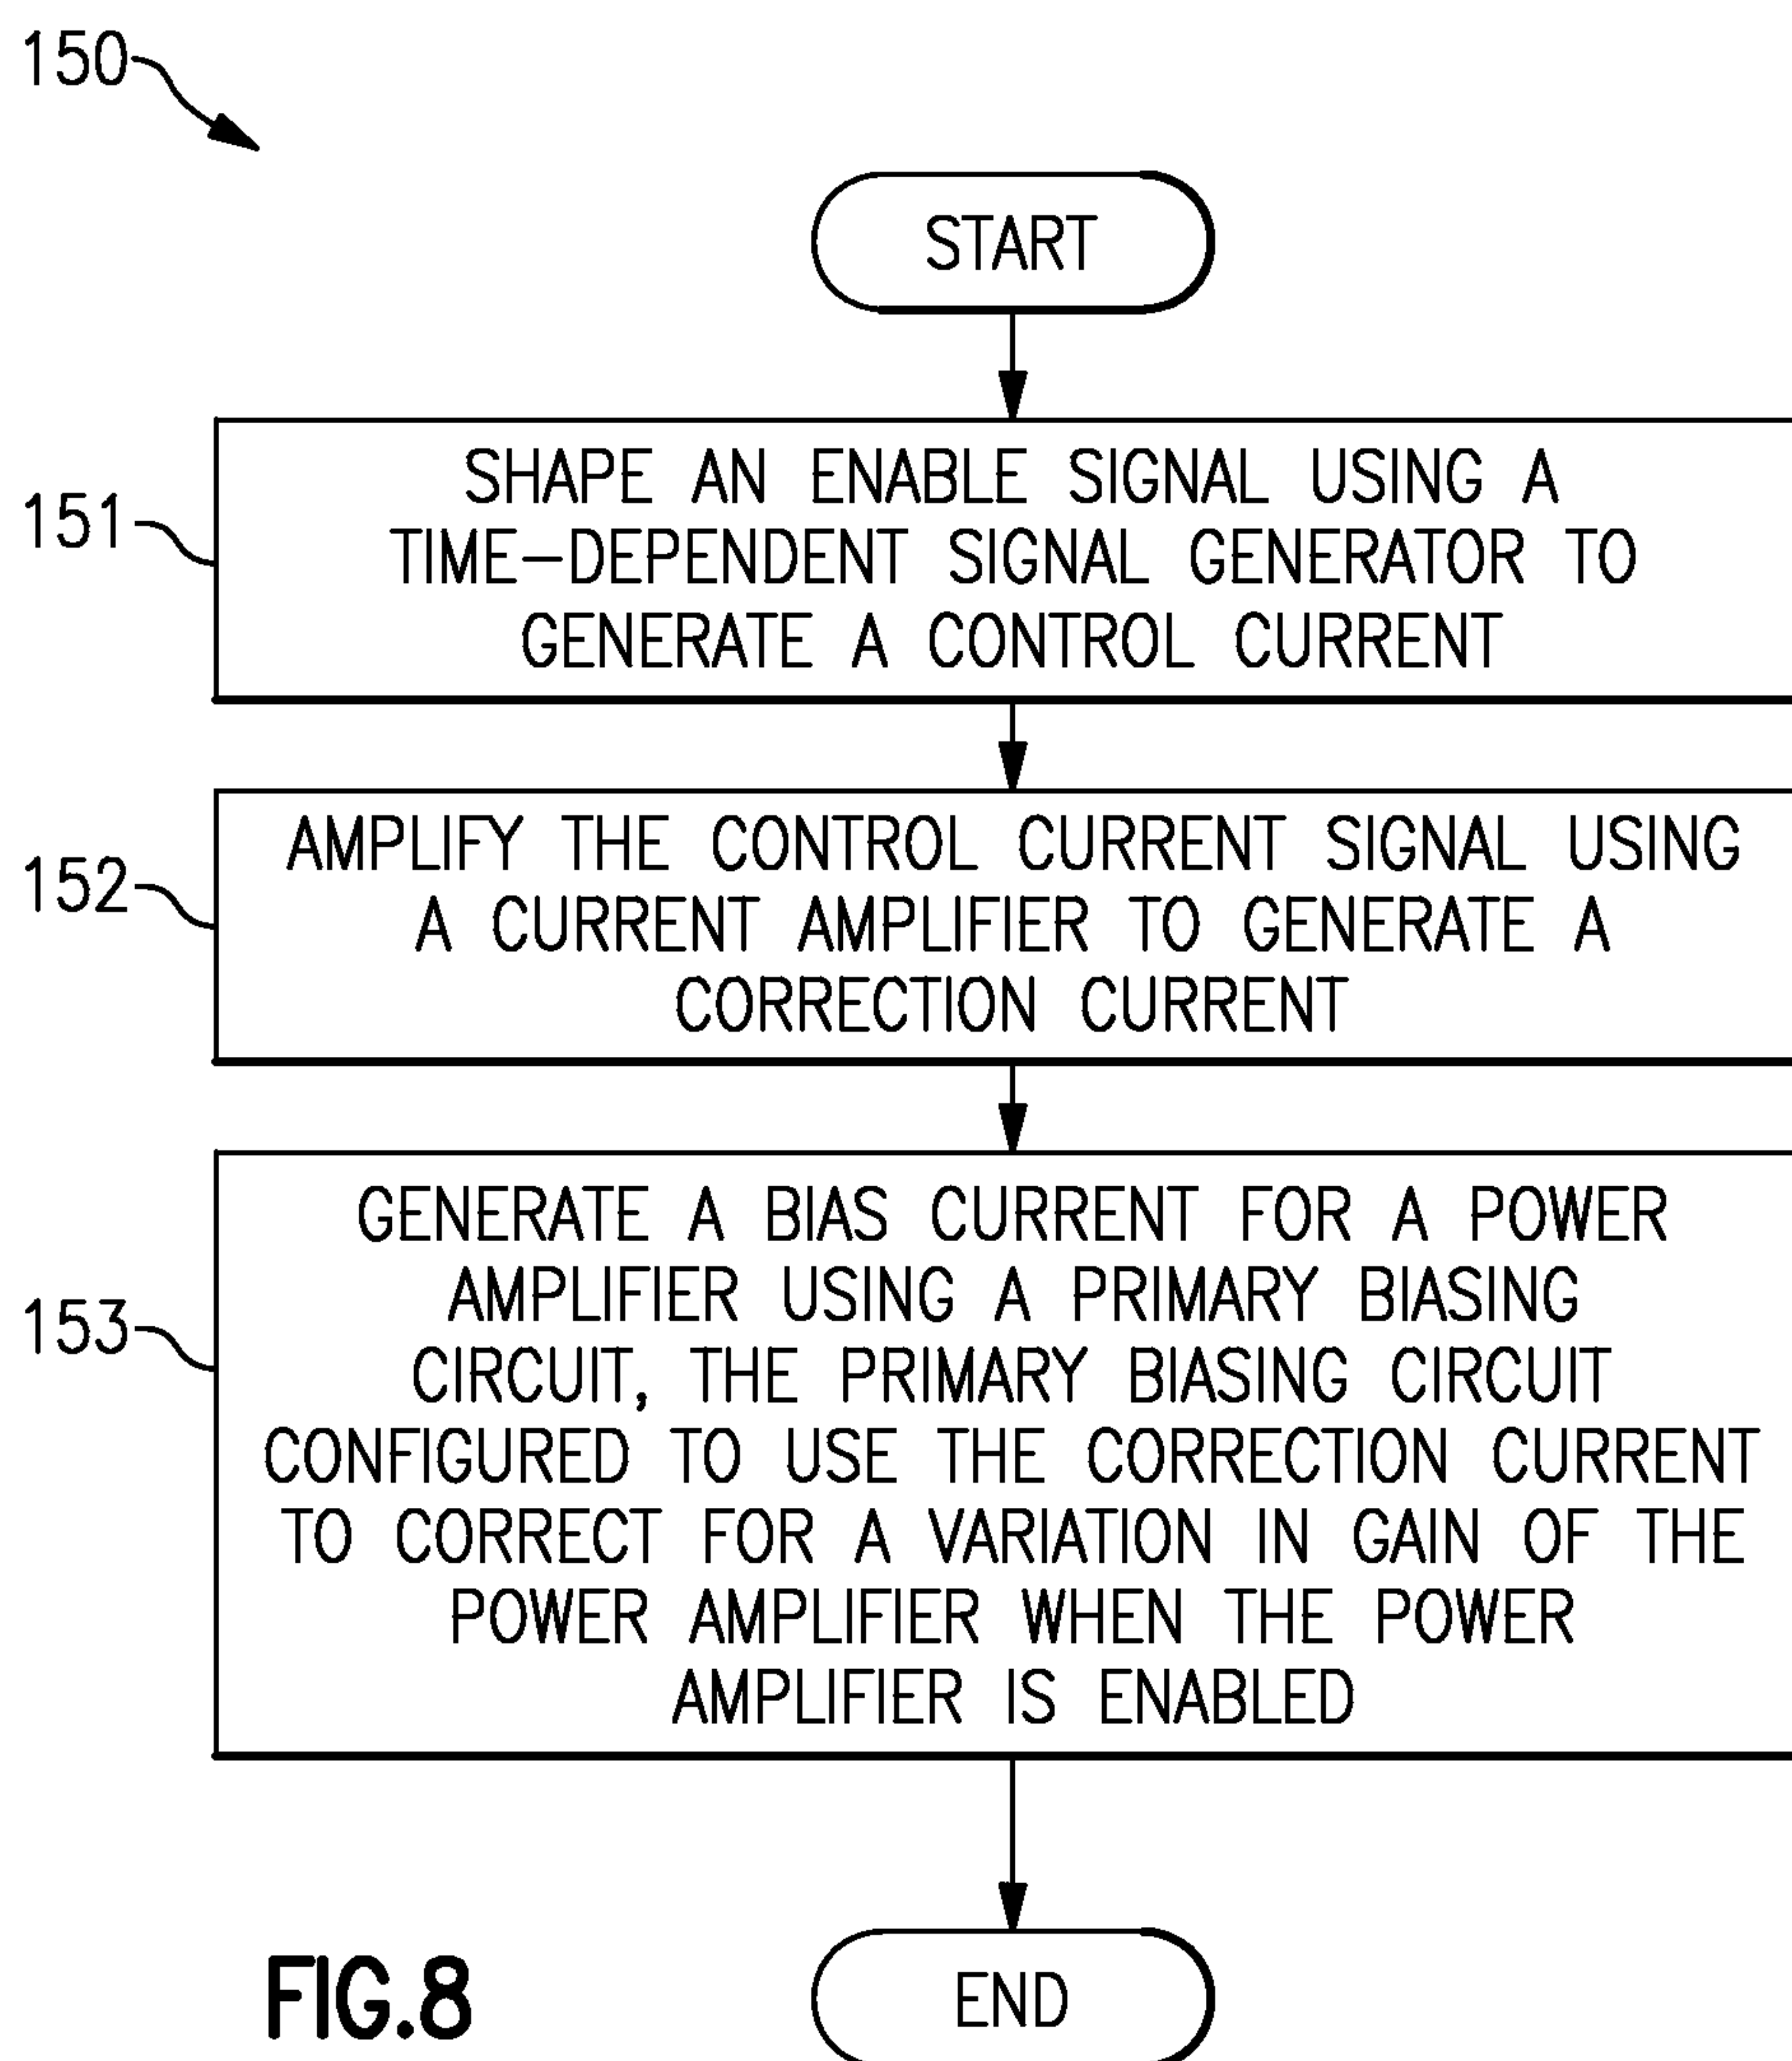 150
START
151
SHAPE AN ENABLE SIGNAL USING A
TIME-DEPENDENT SIGNAL GENERATOR TO
GENERATE A CONTROL CURRENT
152
AMPLIFY THE CONTROL CURRENT SIGNAL USING
A CURRENT AMPLIFIER TO GENERATE A
CORRECTION CURRENT
153
GENERATE A BIAS CURRENT FOR A POWER
AMPLIFIER USING A PRIMARY BIASING
CIRCUIT, THE PRIMARY BIASING CIRCUIT
CONFIGURED TO USE THE CORRECTION CURRENT
TO CORRECT FOR A VARIATION IN GAIN OF THE
POWER AMPLIFIER WHEN THE POWER
AMPLIFIER IS ENABLED
END
FIG.8